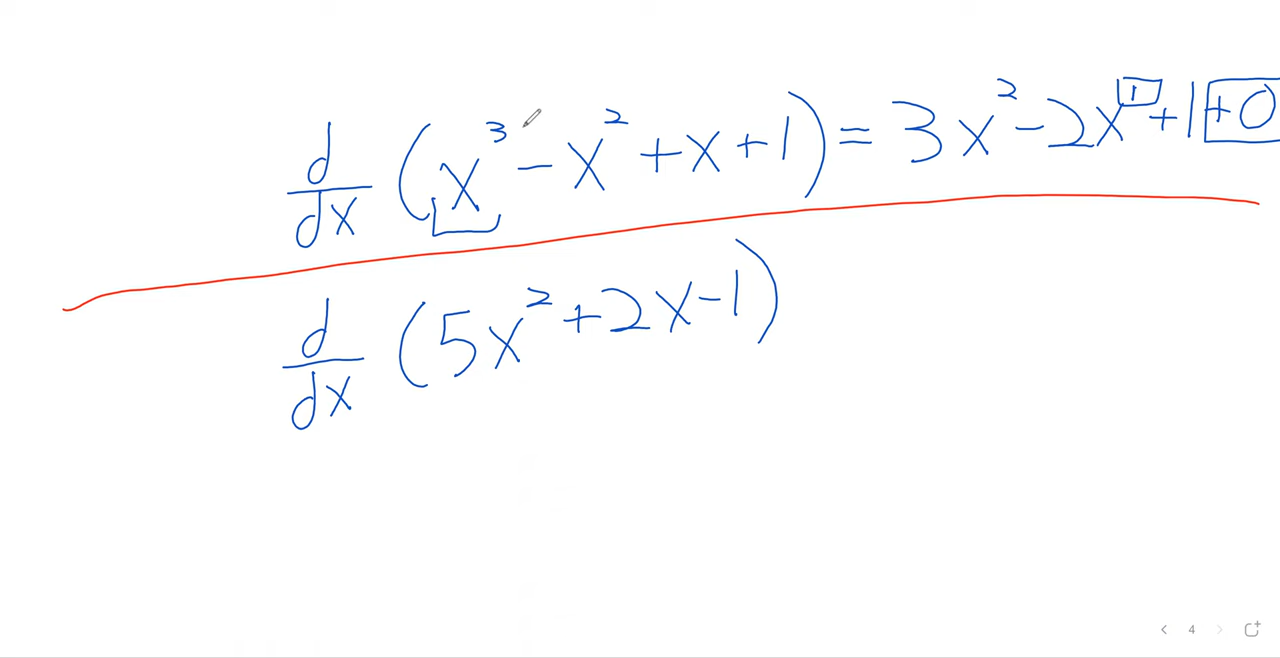 d/dx (x³ - x² + x + 1) = 3x² - 2x¹ + 1 + 0
d/dx (5x² + 2x - 1)
< 4 >